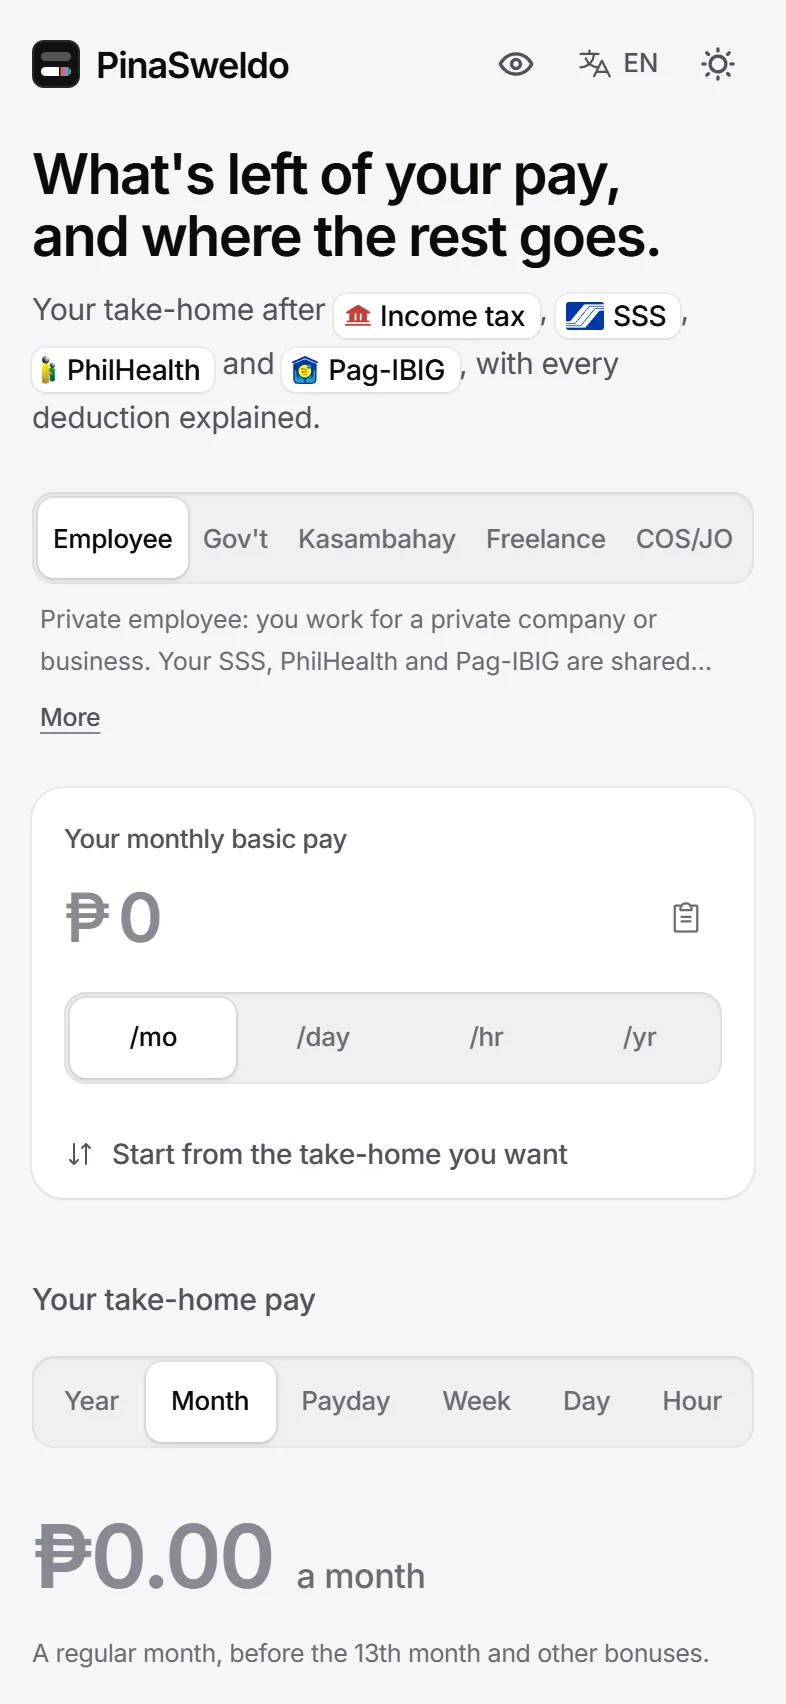 PinaSweldo
EN
What's left of your pay,
and where the rest goes.
Your take-home after Income tax, SSS,
PhilHealth and Pag-IBIG, with every
deduction explained.
Employee Gov't Kasambahay Freelance COS/JO
Private employee: you work for a private company or
business. Your SSS, PhilHealth and Pag-IBIG are shared...
More
Your monthly basic pay
₱0
/mo /day /hr /yr
Start from the take-home you want
Your take-home pay
Year Month Payday Week Day Hour
₱0.00 a month
A regular month, before the 13th month and other bonuses.